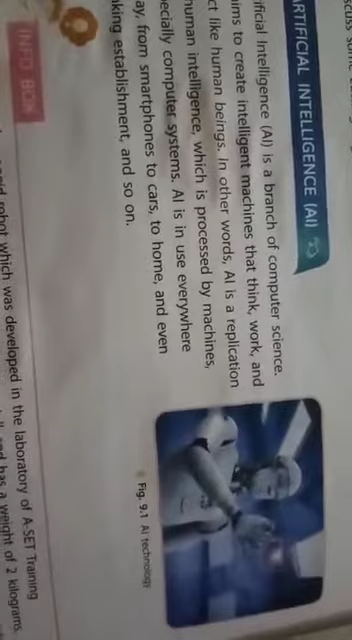 ARTIFICIAL INTELLIGENCE (AI)
ificial Intelligence (AI) is a branch of computer science.
ims to create intelligent machines that think, work, and
ct like human beings. In other words, AI is a replication
human intelligence, which is processed by machines,
pecially computer systems. AI is in use everywhere
ay, from smartphones to cars, to home, and even
king establishment, and so on.
Fig. 9.1 AI technology
INFO BOX
robot which was developed in the laboratory of A-SET Training
and has a weight of 2 kilograms.